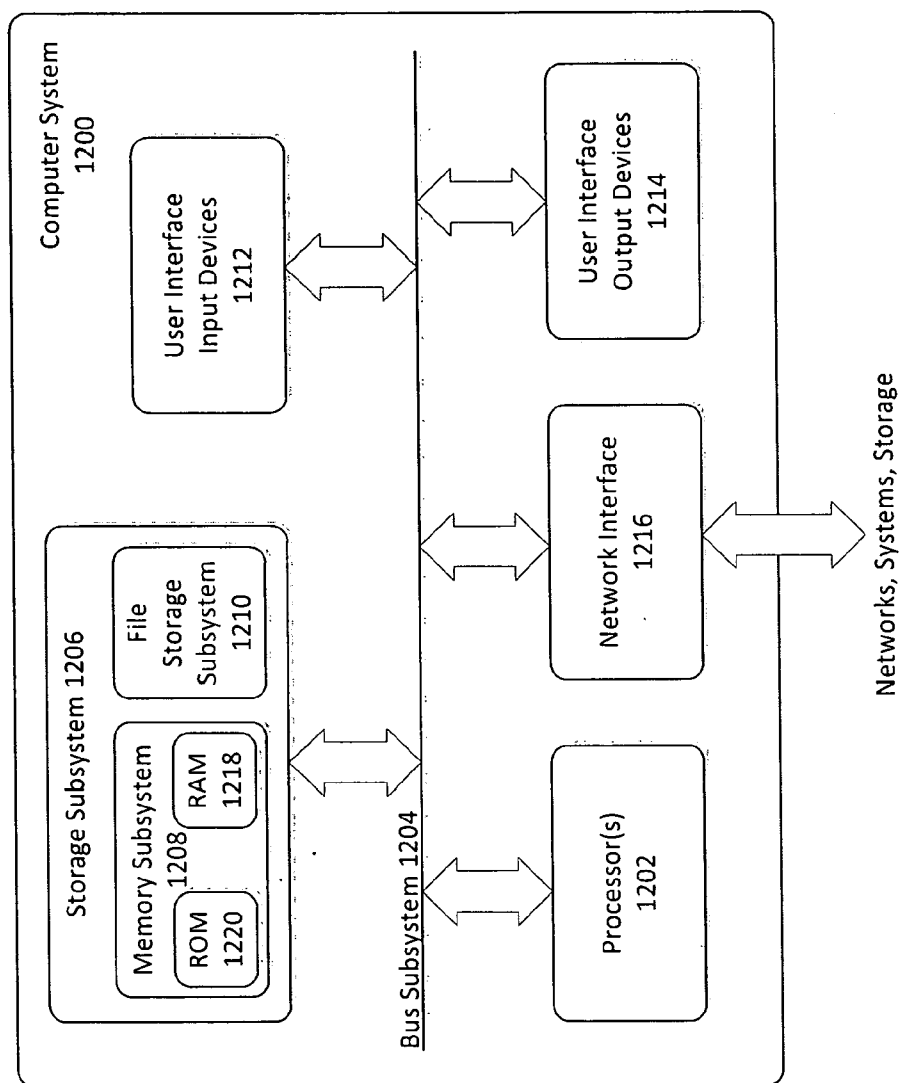 Computer System
1200
Storage Subsystem 1206
Memory Subsystem
1208
ROM
1220
RAM
1218
File
Storage
Subsystem
1210
User Interface
Input Devices
1212
Bus Subsystem 1204
Processor(s)
1202
Network Interface
1216
User Interface
Output Devices
1214
Networks, Systems, Storage